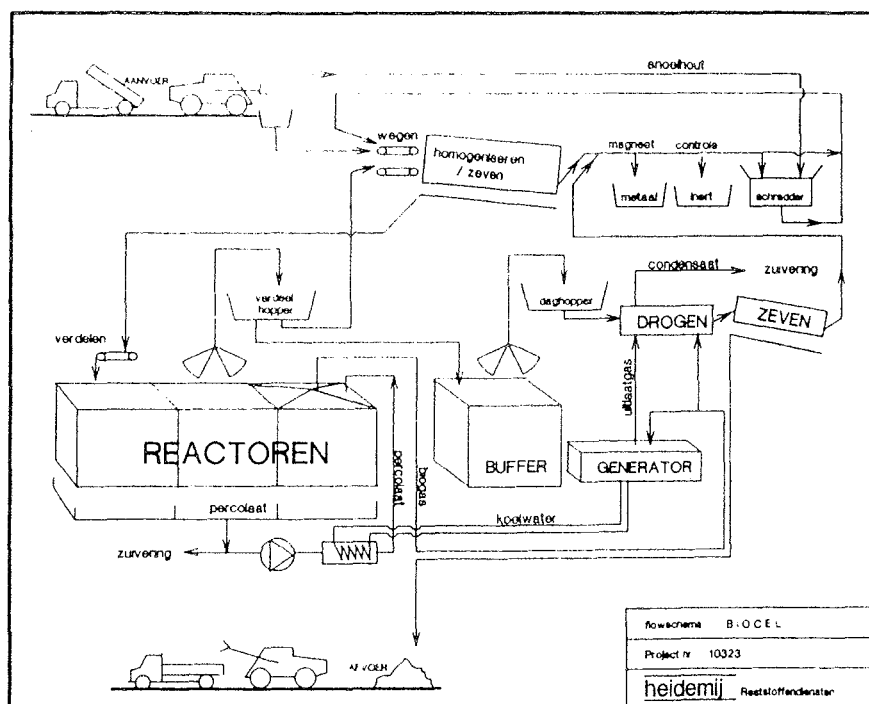 snoeihout
AANVOER
wegen
homogeniseren
/ zeven
magneet
controle
metaal
inert
schredder
condensaat
zuivering
verdeel
hopper
daghopper
DROGEN
ZEVEN
verdelen
uitlaatgas
REACTOREN
BUFFER
GENERATOR
percolaat
biogas
percolaat
koelwater
zuivering
AFVOER
flowschema BIOCEL
Project nr 10323
heidemij Reststoffendiensten